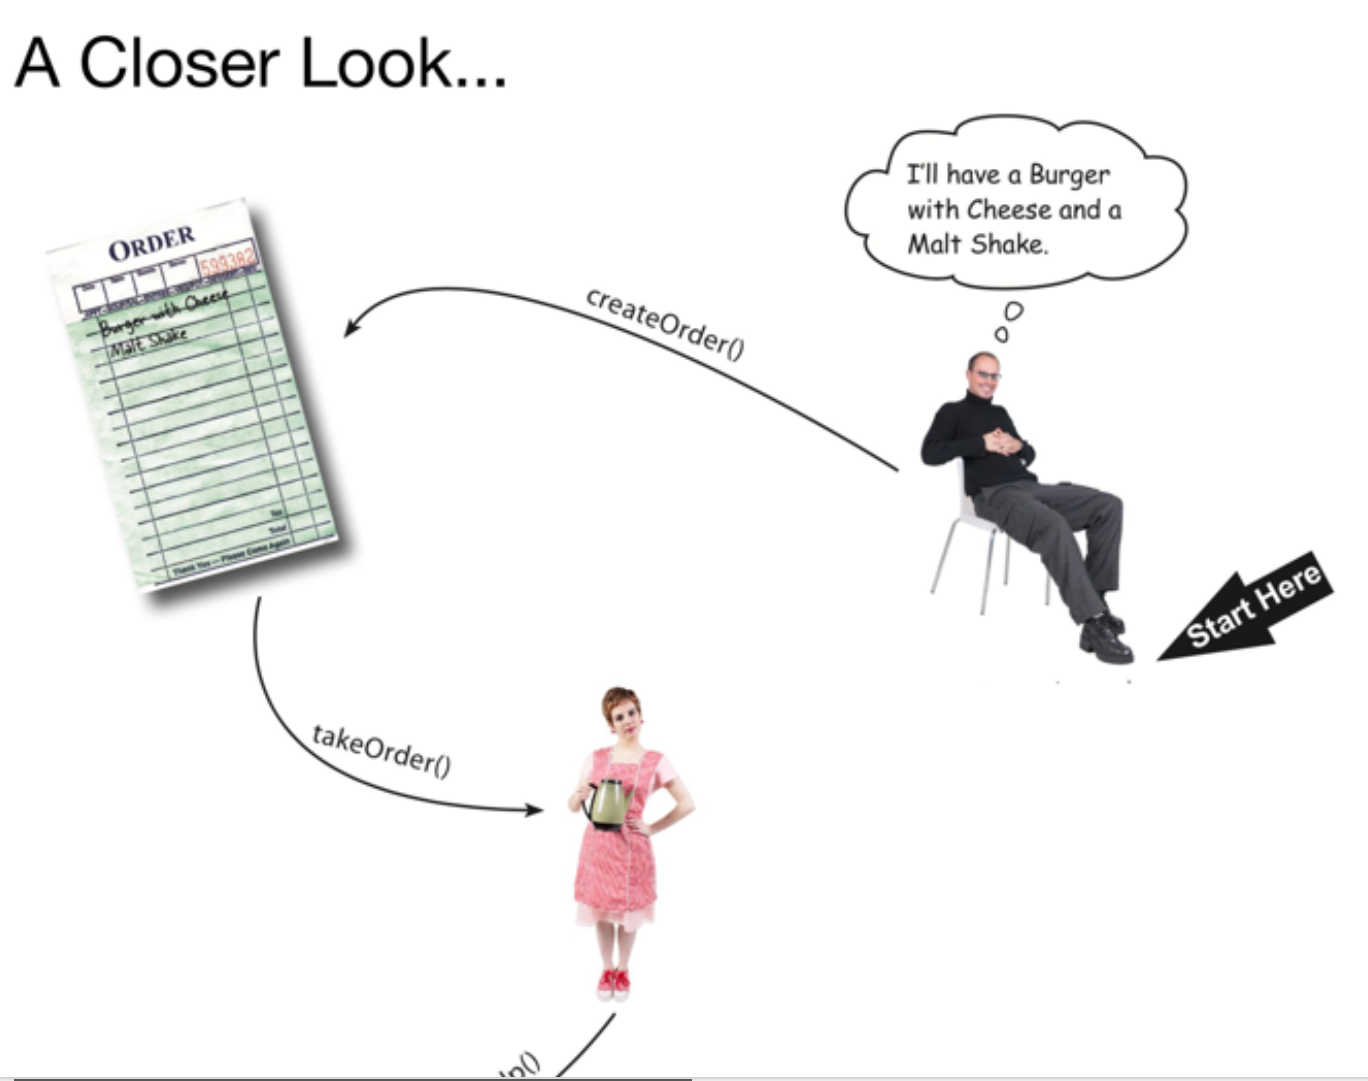 A Closer Look...
I'll have a Burger
with Cheese and a
Malt Shake.
createOrder()
ORDER
599382
Burger with Cheese
Malt Shake
Tax
Total
Thank You — Please Come Again
Start Here
takeOrder()